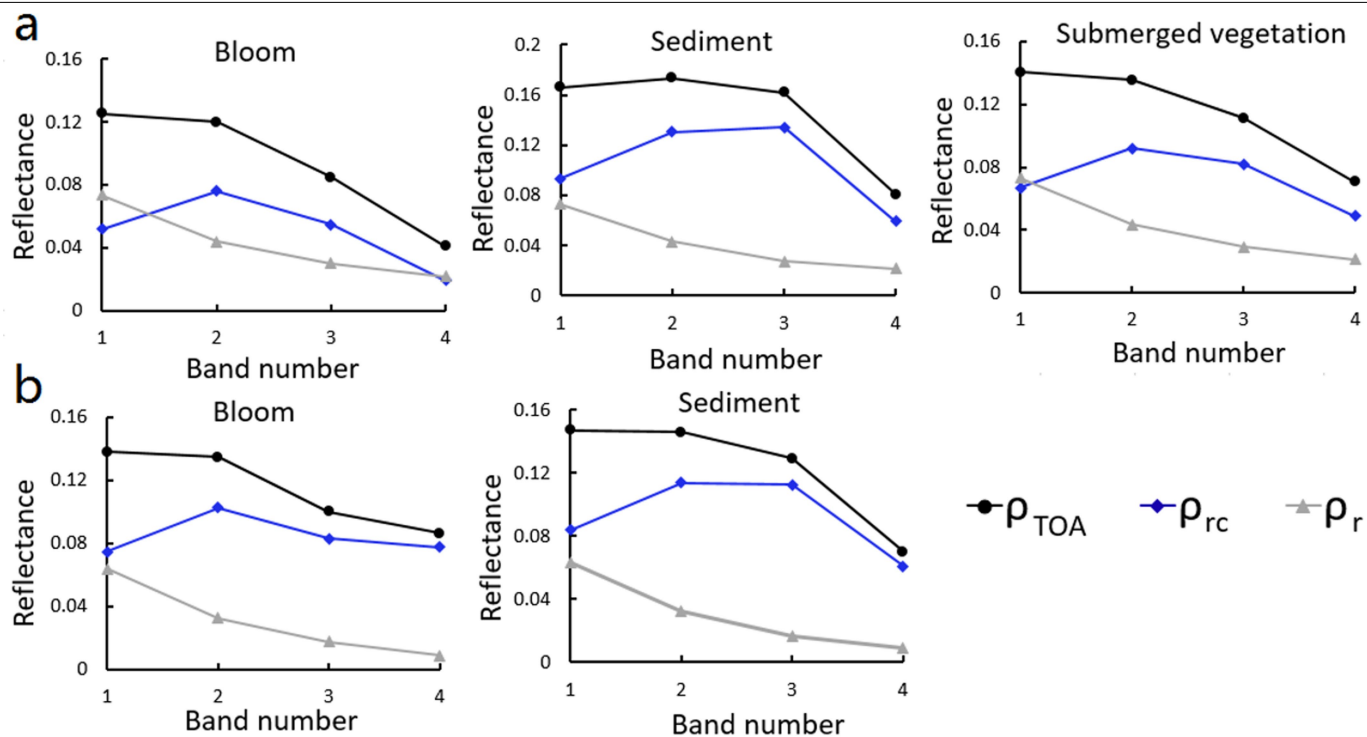 a
Bloom
Reflectance
0.16
0.12
0.08
0.04
0
1 2 3 4
Band number
Sediment
Reflectance
0.2
0.16
0.12
0.08
0.04
0
1 2 3 4
Band number
Submerged vegetation
Reflectance
0.16
0.12
0.08
0.04
0
1 2 3 4
Band number
b
Bloom
Reflectance
0.16
0.12
0.08
0.04
0
1 2 3 4
Band number
Sediment
Reflectance
0.16
0.12
0.08
0.04
0
1 2 3 4
Band number
ρTOA ρrc ρr